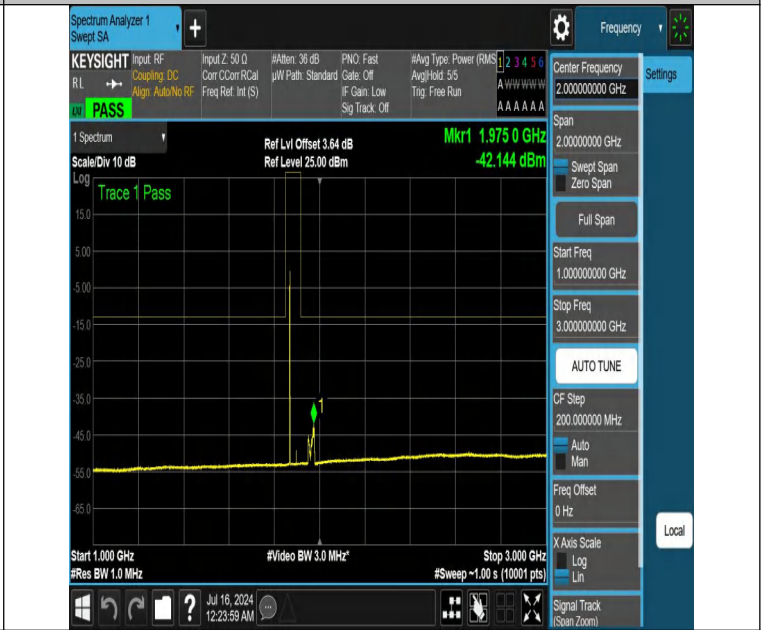 Spectrum Analyzer 1
Swept SA
+
Frequency
KEYSIGHT
RL
PASS
Input: RF
Coupling: DC
Align: Auto/No RF
Input Z: 50 Ω
Corr CCorr RCal
Freq Ref: Int (S)
#Atten: 36 dB
µW Path: Standard
PNO: Fast
Gate: Off
IF Gain: Low
Sig Track: Off
#Avg Type: Power (RMS
Avg|Hold: 5/5
Trig: Free Run
1 2 3 4 5 6
A W W W W W
A A A A A A
1 Spectrum
Scale/Div 10 dB
Log
Ref Lvl Offset 3.64 dB
Ref Level 25.00 dBm
Mkr1 1.975 0 GHz
-42.144 dBm
Trace 1 Pass
15.0
5.00
-5.00
-15.0
-25.0
-35.0
-45.0
-55.0
-65.0
1
Start 1.000 GHz
#Res BW 1.0 MHz
#Video BW 3.0 MHz*
Stop 3.000 GHz
#Sweep ~1.00 s (10001 pts)
Jul 16, 2024
12:23:59 AM
?
Center Frequency
2.000000000 GHz
Settings
Span
2.00000000 GHz
Swept Span
Zero Span
Full Span
Start Freq
1.000000000 GHz
Stop Freq
3.000000000 GHz
AUTO TUNE
CF Step
200.000000 MHz
Auto
Man
Freq Offset
0 Hz
X Axis Scale
Log
Lin
Signal Track
(Span Zoom)
Local